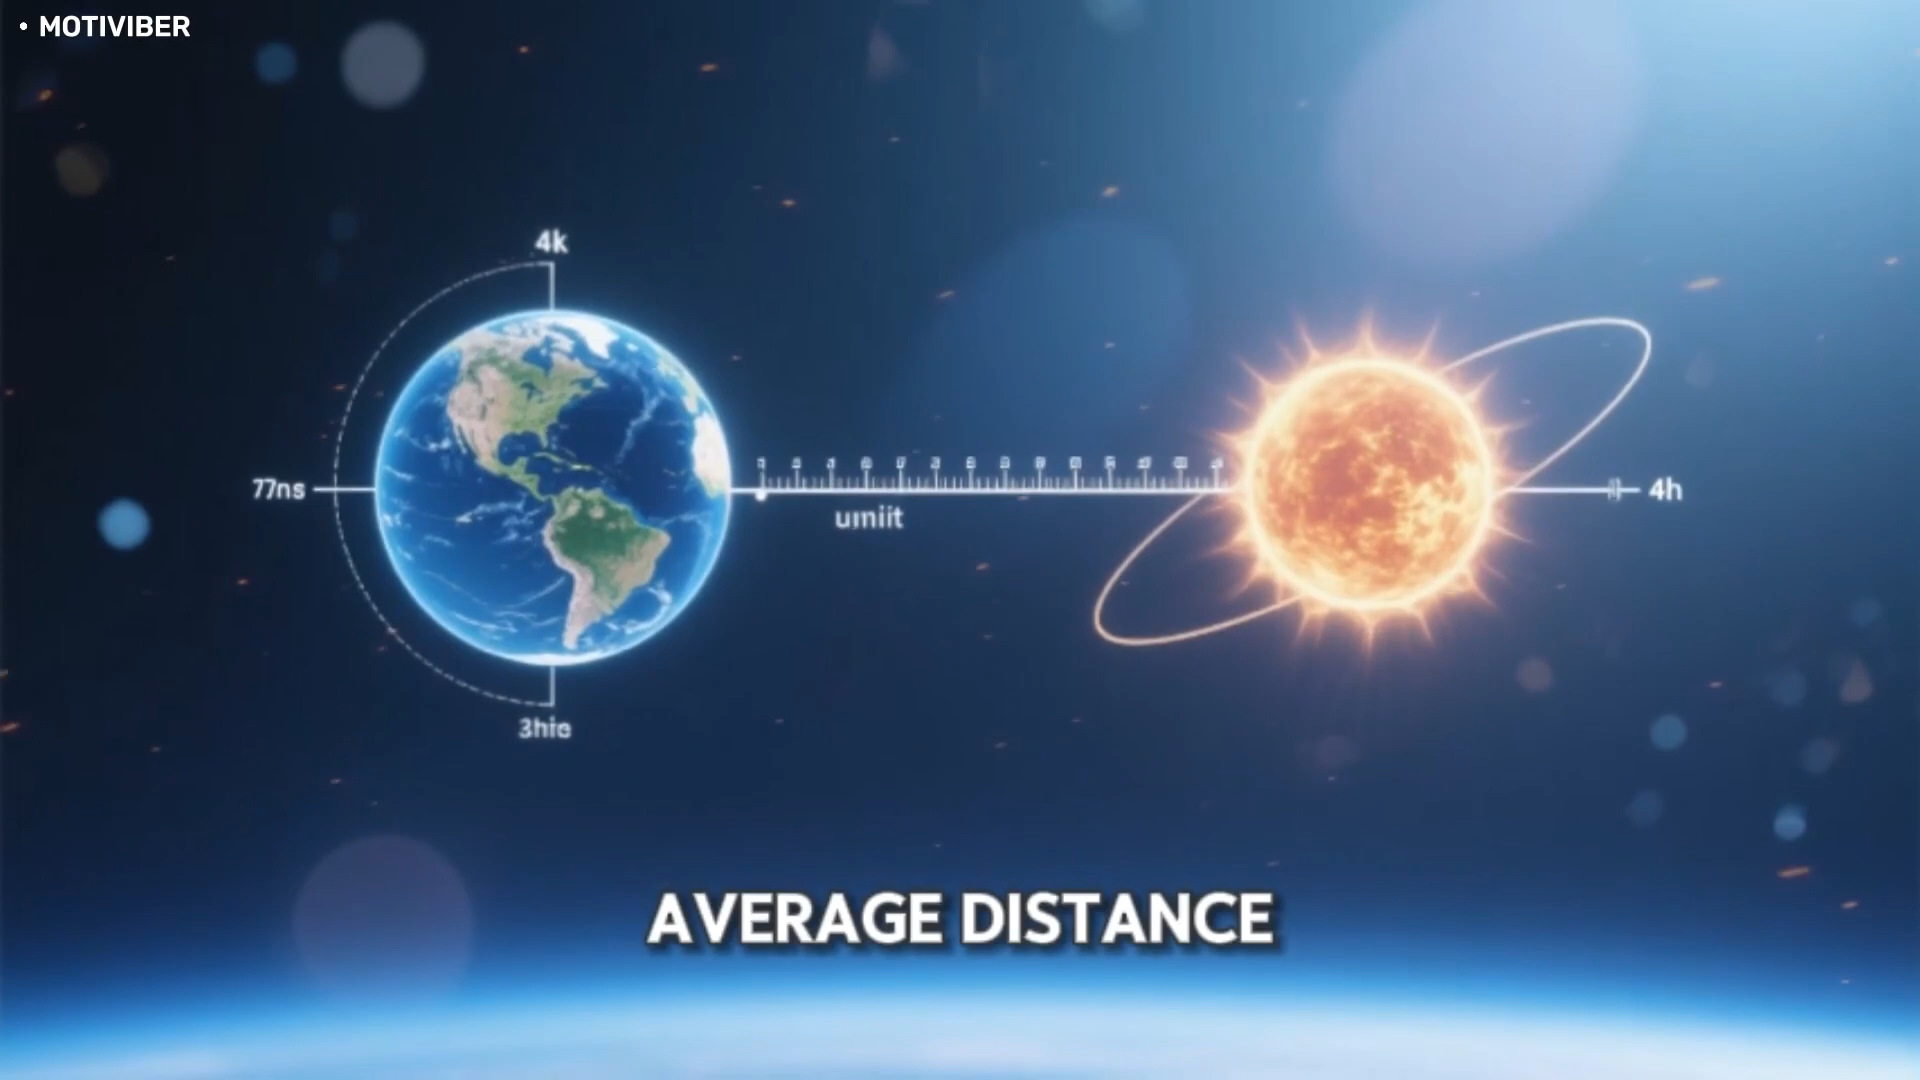 • MOTIVIBER
4k
77ns
umiit
4h
3hie
AVERAGE DISTANCE